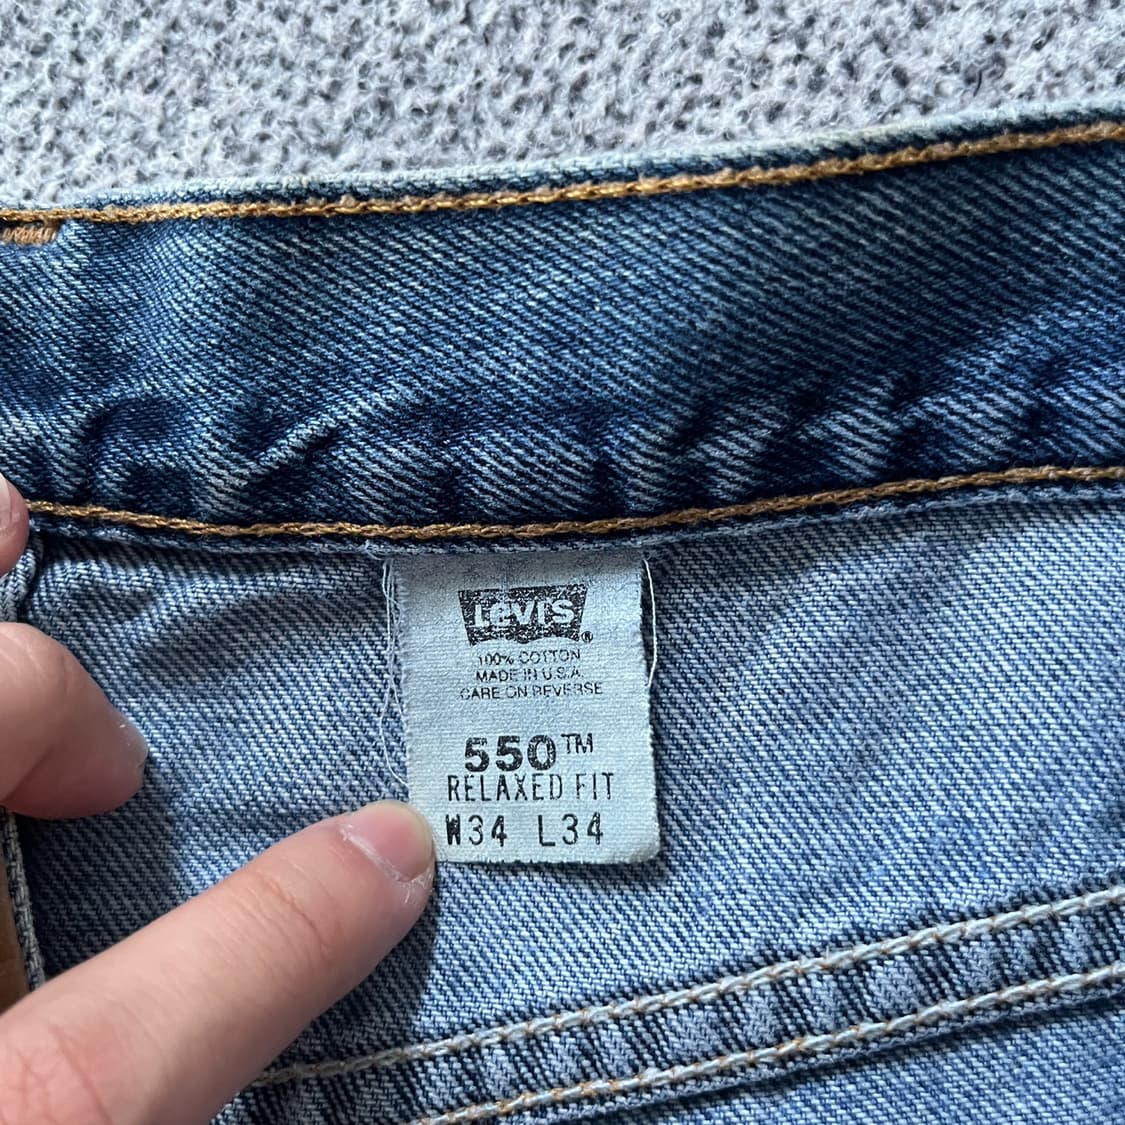 LEVI'S®
100% COTTON
MADE IN U.S.A.
CARE ON REVERSE
550™
RELAXED FIT
W34 L34